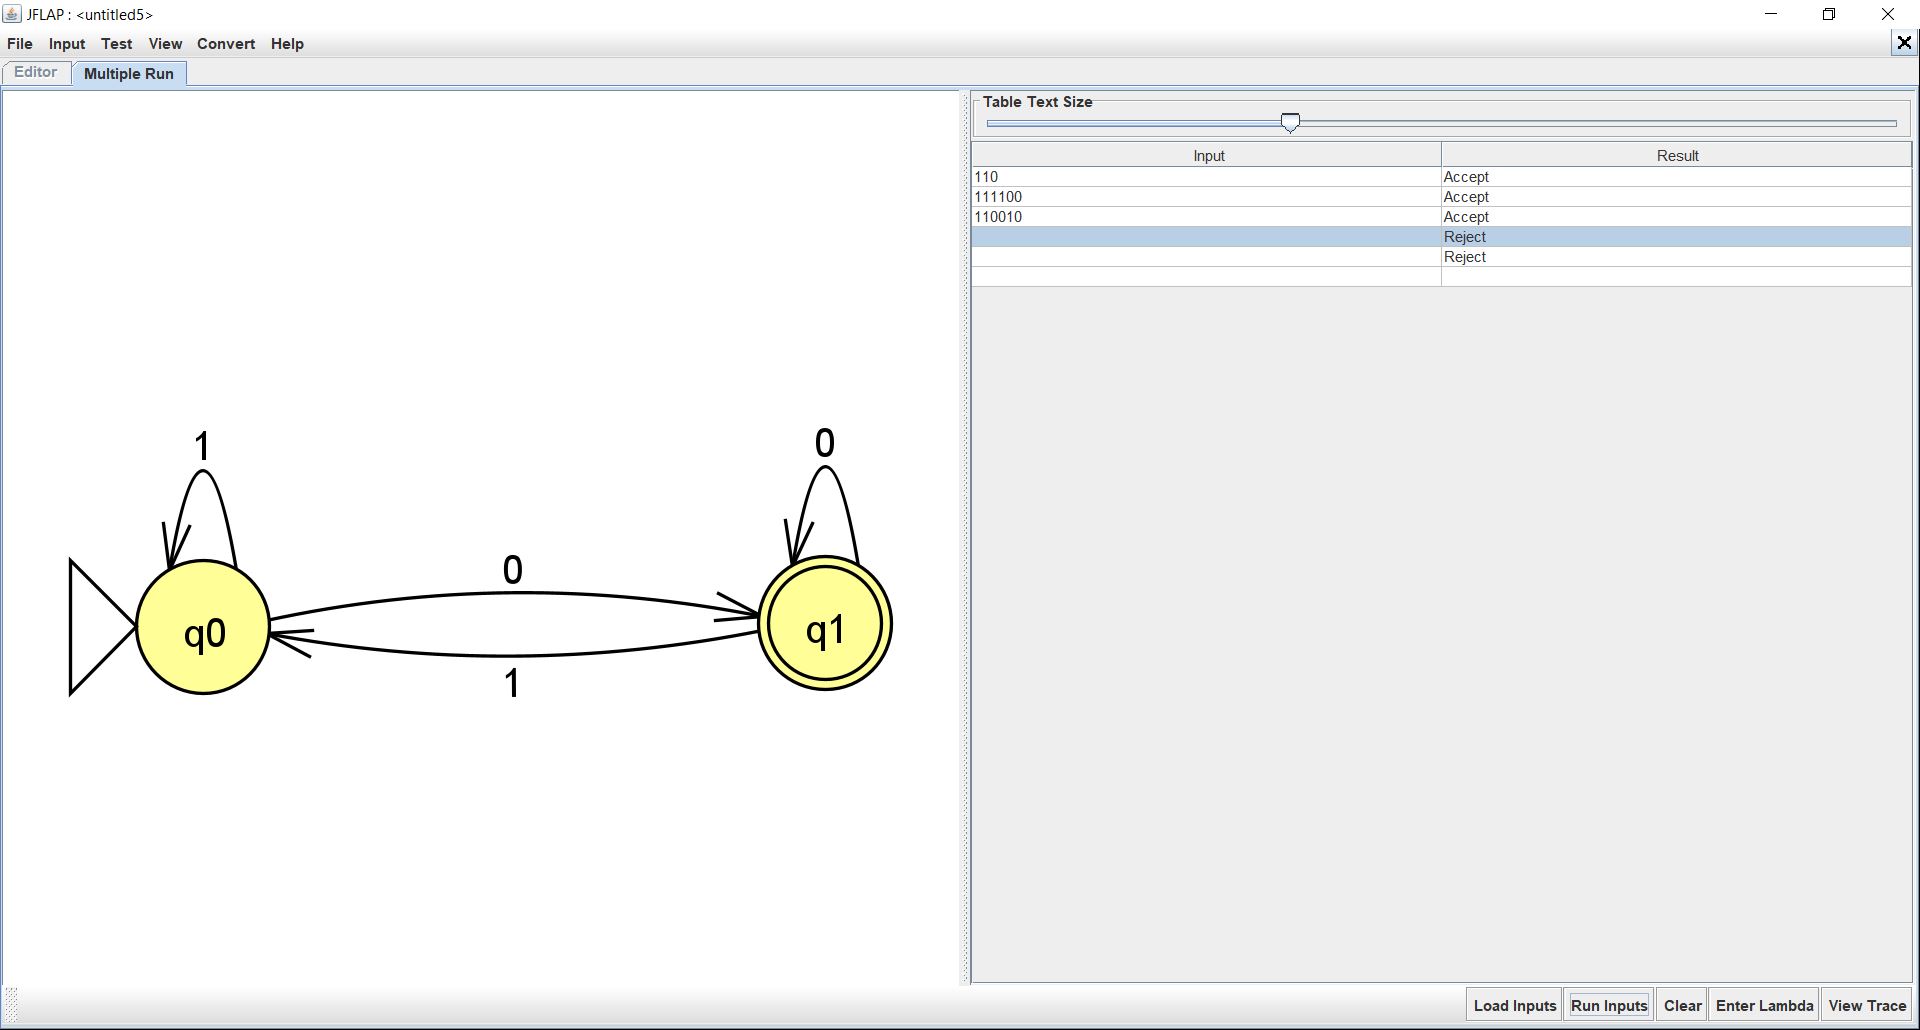 JFLAP : <untitled5>
File Input Test View Convert Help
Editor Multiple Run
Table Text Size
Input Result
110 Accept
111100 Accept
110010 Accept
Reject
Reject
1 0
0
q0 q1
1
Load Inputs Run Inputs Clear Enter Lambda View Trace